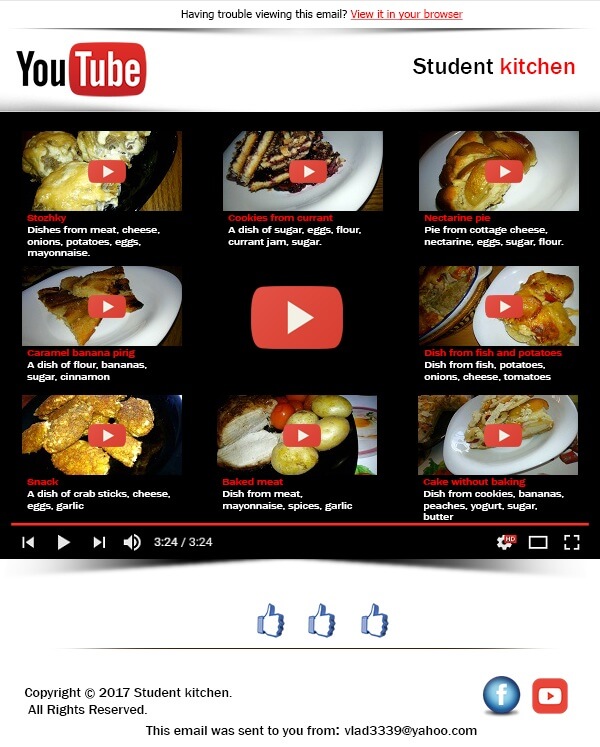 Having trouble viewing this email? View it in your browser
YouTube
Student kitchen
Stozhky
Dishes from meat, cheese,
onions, potatoes, eggs,
mayonnaise.
Cookies from currant
A dish of sugar, eggs, flour,
currant jam, sugar.
Nectarine pie
Pie from cottage cheese,
nectarine, eggs, sugar, flour.
Caramel banana pirig
A dish of flour, bananas,
sugar, cinnamon
Dish from fish and potatoes
Dish from fish, potatoes,
onions, cheese, tomatoes
Snack
A dish of crab sticks, cheese,
eggs, garlic
Baked meat
Dish from meat,
mayonnaise, spices, garlic
Cake without baking
Dish from cookies, bananas,
peaches, yogurt, sugar,
butter
3:24 / 3:24
HD
Copyright © 2017 Student kitchen.
All Rights Reserved.
This email was sent to you from: vlad3339@yahoo.com